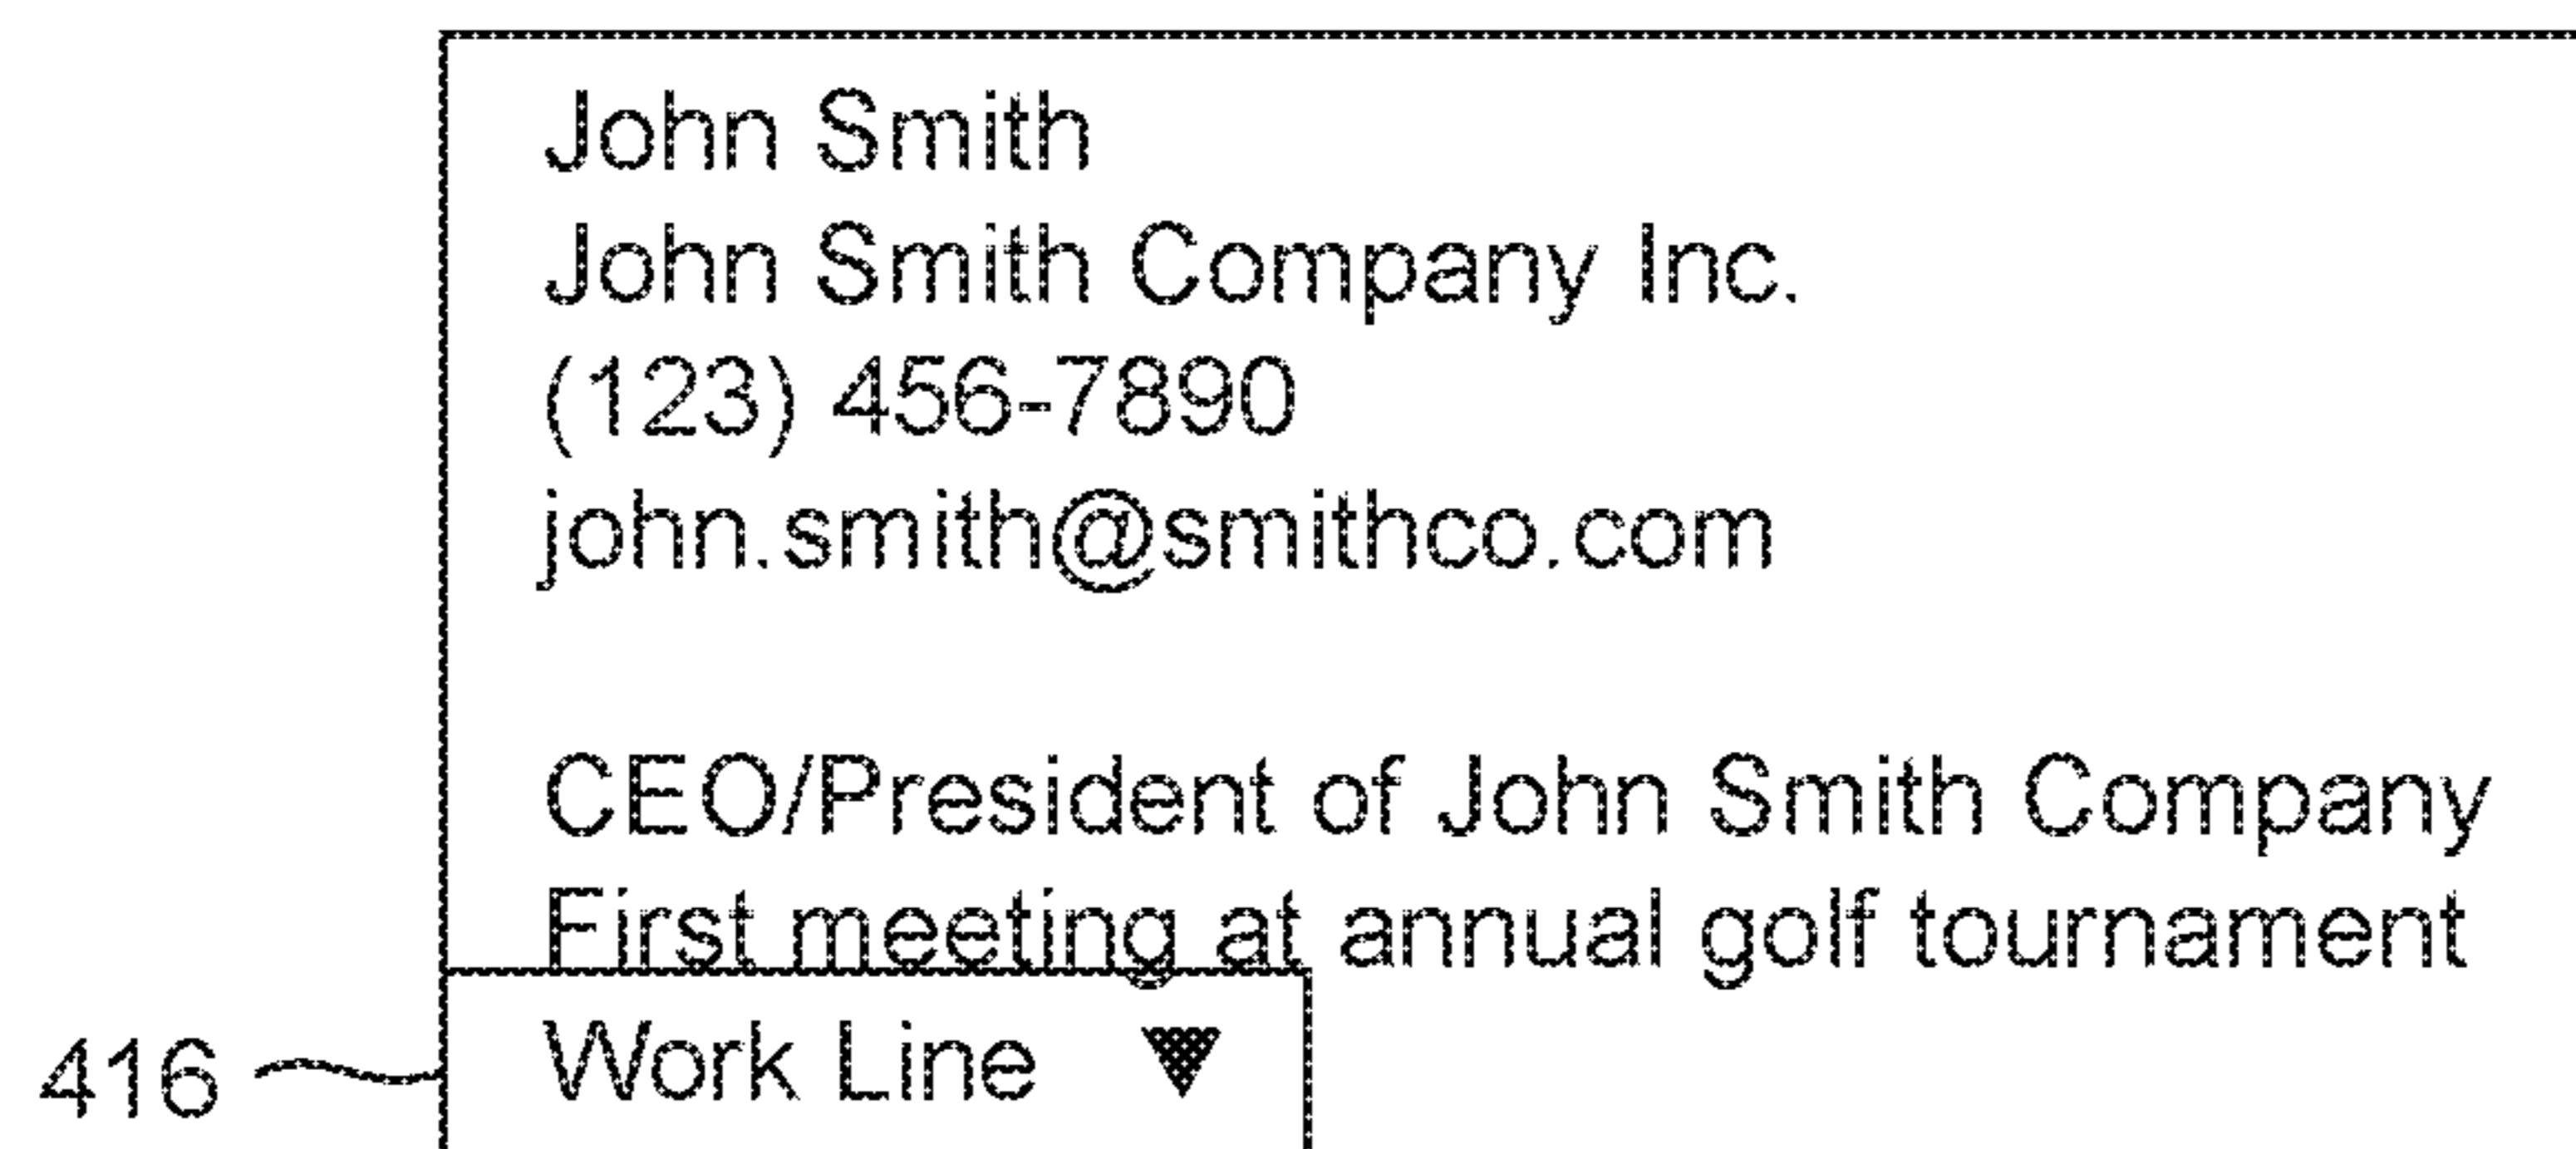 John Smith
John Smith Company Inc.
(123) 456-7890
john.smith@smithco.com
CEO/President of John Smith Company
First meeting at annual golf tournament
416 Work Line ▼